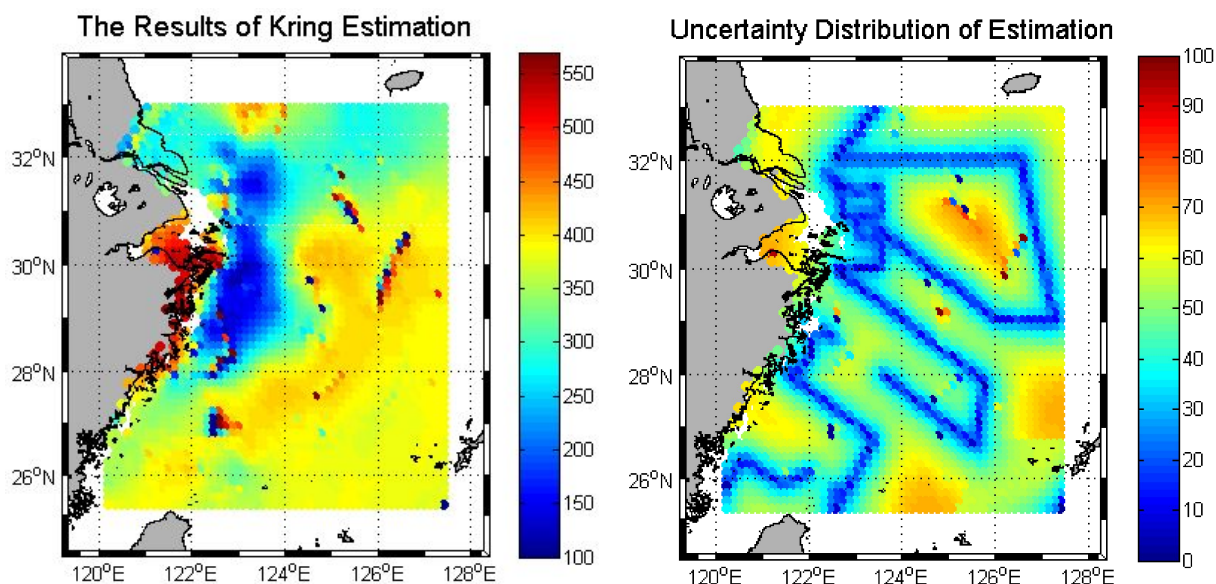 The Results of Kring Estimation
32°N
30°N
28°N
26°N
120°E 122°E 124°E 126°E 128°E
550
500
450
400
350
300
250
200
150
100
Uncertainty Distribution of Estimation
32°N
30°N
28°N
26°N
120°E 122°E 124°E 126°E 128°E
100
90
80
70
60
50
40
30
20
10
0